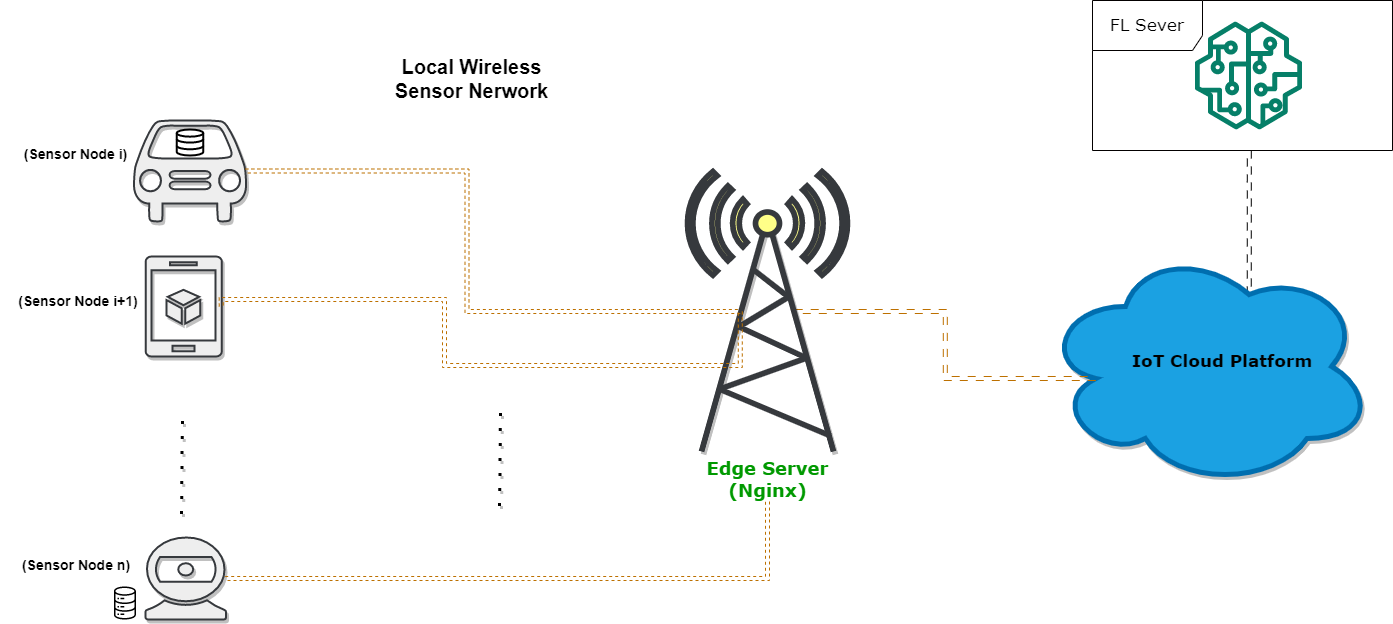 FL Sever
Local Wireless
Sensor Nerwork
(Sensor Node i)
(Sensor Node i+1)
IoT Cloud Platform
Edge Server
(Nginx)
(Sensor Node n)